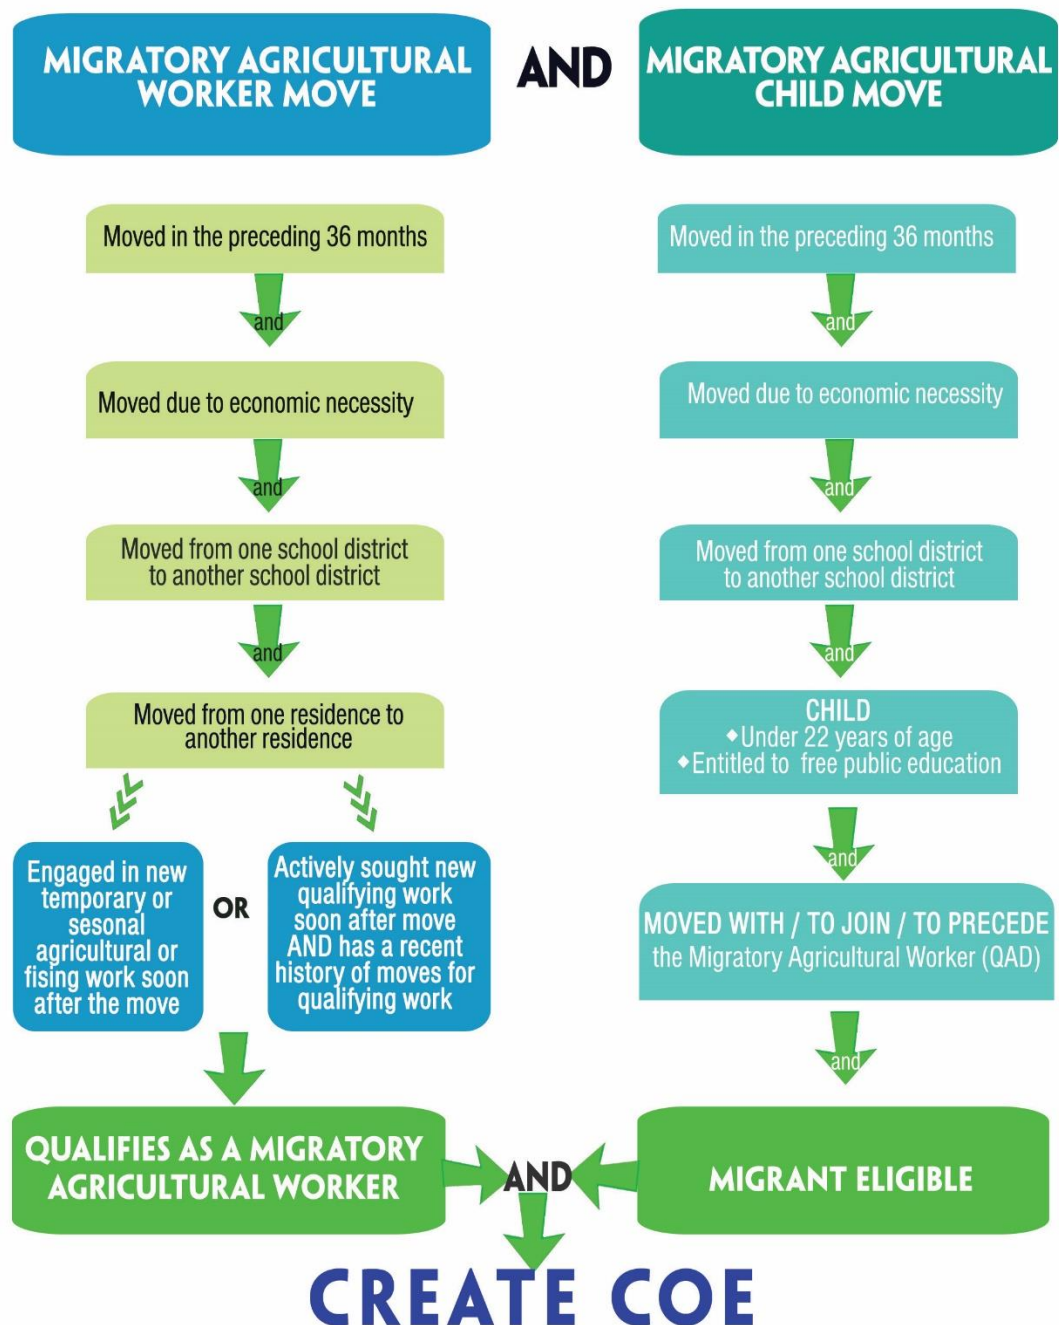 MIGRATORY AGRICULTURAL
WORKER MOVE
AND
MIGRATORY AGRICULTURAL
CHILD MOVE
Moved in the preceding 36 months
and
Moved due to economic necessity
and
Moved from one school district
to another school district
and
Moved from one residence to
another residence
Engaged in new
temporary or
sesonal
agricultural or
fising work soon
after the move
OR
Actively sought new
qualifying work
soon after move
AND has a recent
history of moves for
qualifying work
QUALIFIES AS A MIGRATORY
AGRICULTURAL WORKER
Moved in the preceding 36 months
and
Moved due to economic necessity
and
Moved from one school district
to another school district
and
CHILD
◆Under 22 years of age
◆Entitled to free public education
and
MOVED WITH / TO JOIN / TO PRECEDE
the Migratory Agricultural Worker (QAD)
and
MIGRANT ELIGIBLE
AND
CREATE COE